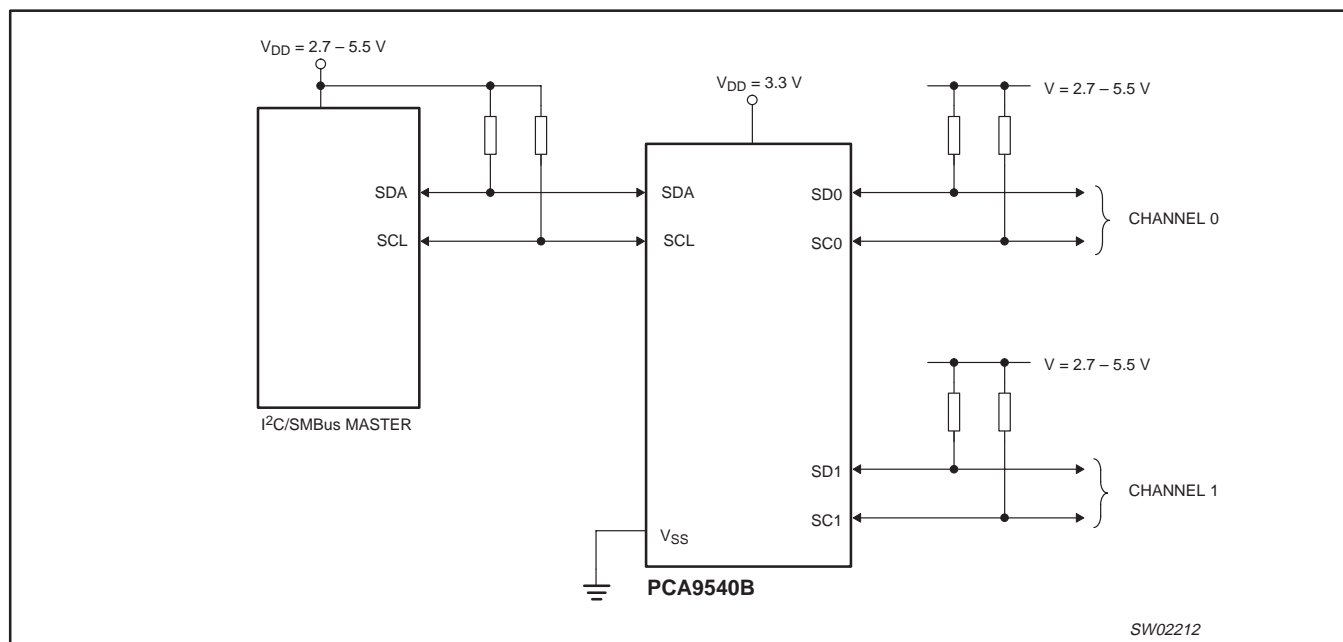 V_DD = 2.7 – 5.5 V
V_DD = 3.3 V
V = 2.7 – 5.5 V
SDA
SDA
SD0
CHANNEL 0
SCL
SCL
SC0
V = 2.7 – 5.5 V
I²C/SMBus MASTER
SD1
CHANNEL 1
SC1
V_SS
PCA9540B
SW02212